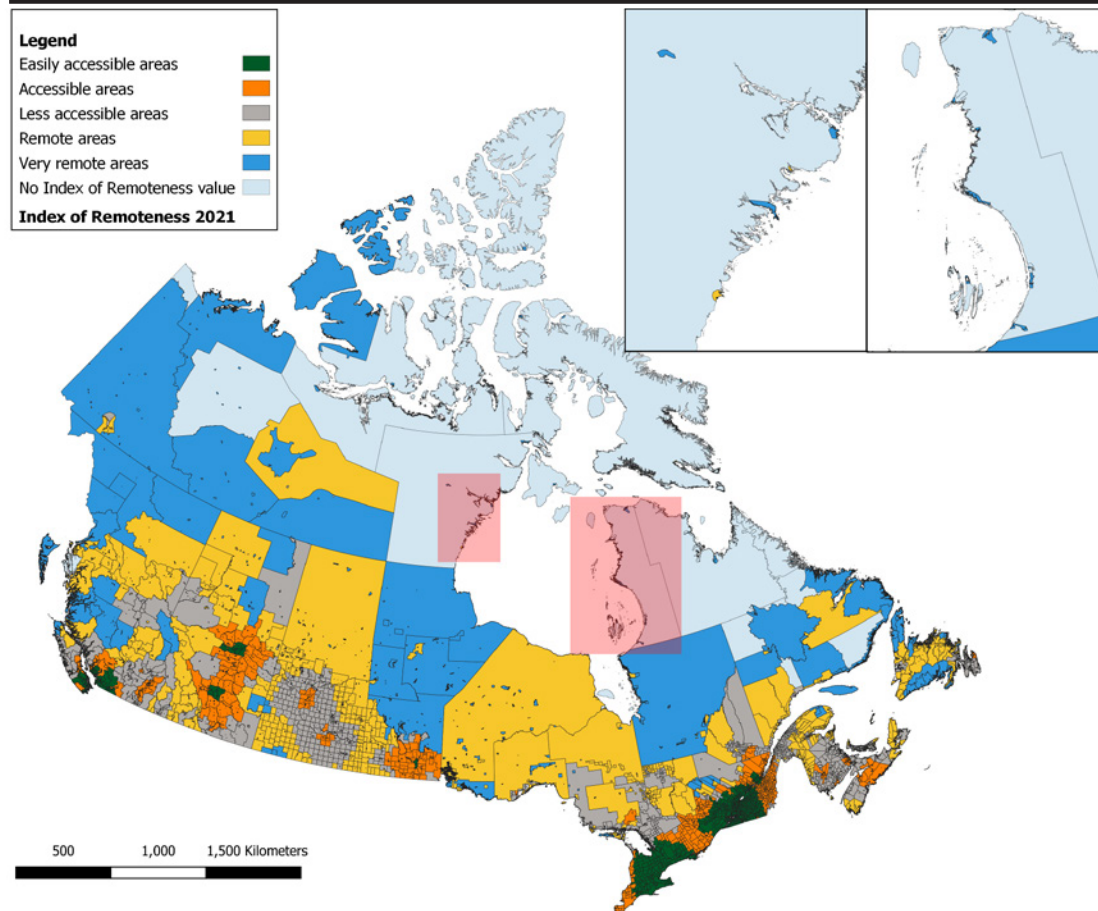 Legend
Easily accessible areas
Accessible areas
Less accessible areas
Remote areas
Very remote areas
No Index of Remoteness value
Index of Remoteness 2021
500 1,000 1,500 Kilometers